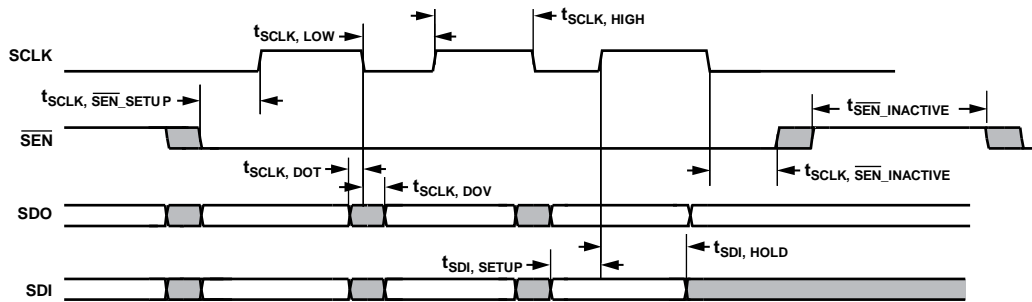 tSCLK, HIGH
tSCLK, LOW
SCLK
tSCLK, SEN_SETUP
tSEN_INACTIVE
SEN
tSCLK, DOT
tSCLK, DOV
tSCLK, SEN_INACTIVE
SDO
tSDI, SETUP
tSDI, HOLD
SDI